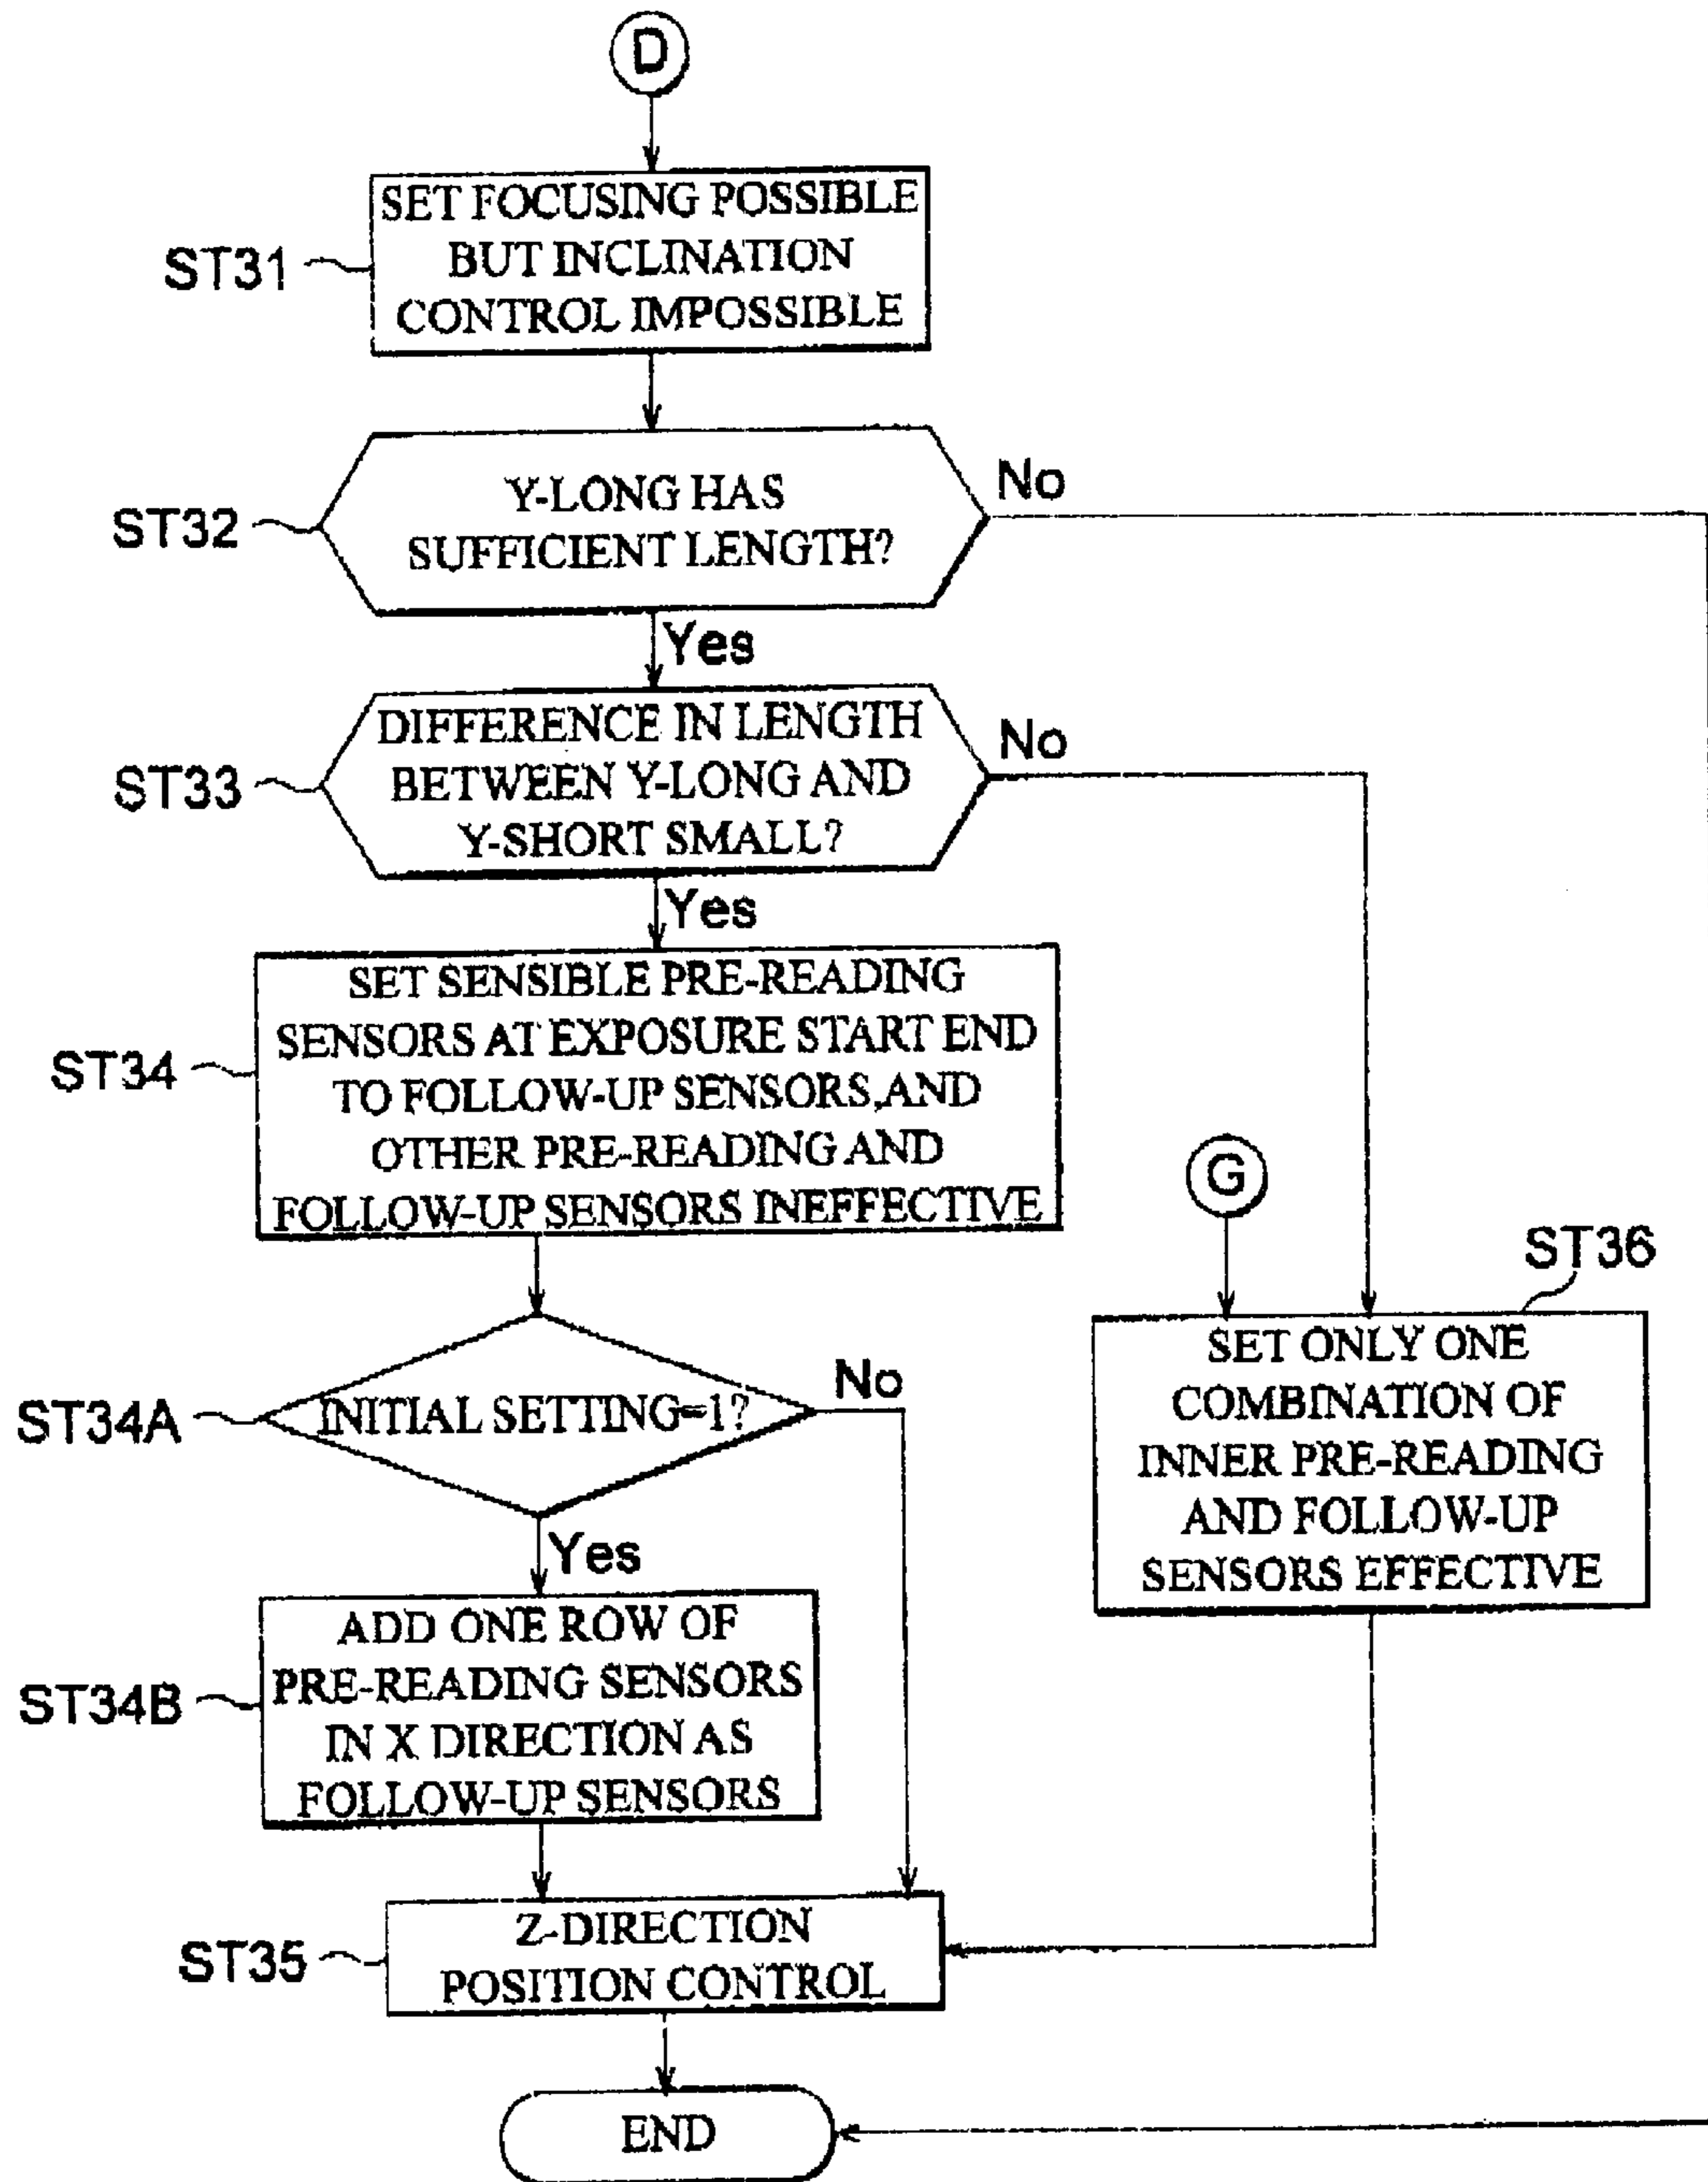 D
ST31
SET FOCUSING POSSIBLE
BUT INCLINATION
CONTROL IMPOSSIBLE
ST32
Y-LONG HAS
SUFFICIENT LENGTH?
No
Yes
ST33
DIFFERENCE IN LENGTH
BETWEEN Y-LONG AND
Y-SHORT SMALL?
No
Yes
ST34
SET SENSIBLE PRE-READING
SENSORS AT EXPOSURE START END
TO FOLLOW-UP SENSORS, AND
OTHER PRE-READING AND
FOLLOW-UP SENSORS INEFFECTIVE
G
ST36
SET ONLY ONE
COMBINATION OF
INNER PRE-READING
AND FOLLOW-UP
SENSORS EFFECTIVE
ST34A
INITIAL SETTING=1?
No
Yes
ST34B
ADD ONE ROW OF
PRE-READING SENSORS
IN X DIRECTION AS
FOLLOW-UP SENSORS
ST35
Z-DIRECTION
POSITION CONTROL
END